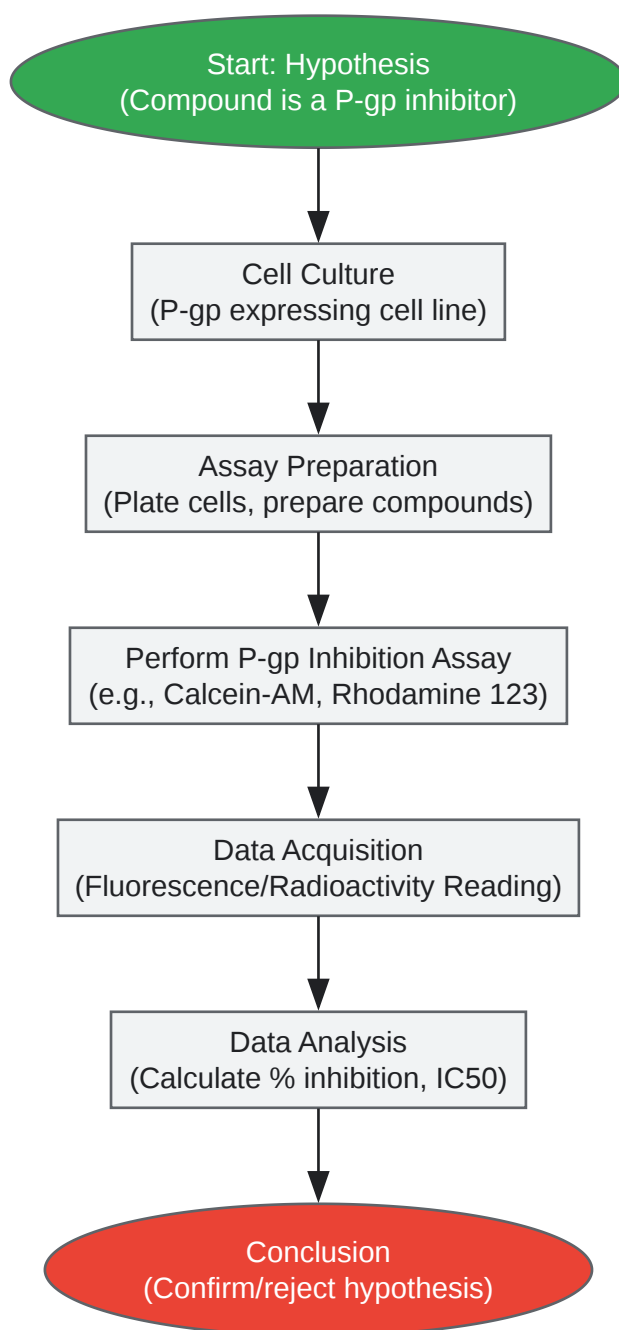 Start: Hypothesis
(Compound is a P-gp inhibitor)
Cell Culture
(P-gp expressing cell line)
Assay Preparation
(Plate cells, prepare compounds)
Perform P-gp Inhibition Assay
(e.g., Calcein-AM, Rhodamine 123)
Data Acquisition
(Fluorescence/Radioactivity Reading)
Data Analysis
(Calculate % inhibition, IC50)
Conclusion
(Confirm/reject hypothesis)